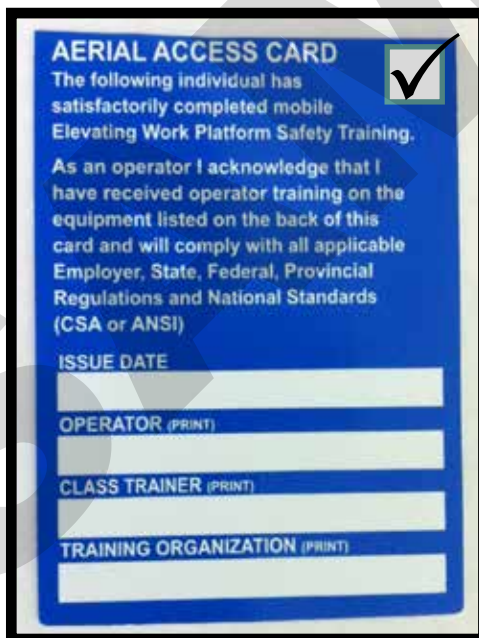 AERIAL ACCESS CARD
The following individual has
satisfactorily completed mobile
Elevating Work Platform Safety Training.
As an operator I acknowledge that I
have received operator training on the
equipment listed on the back of this
card and will comply with all applicable
Employer, State, Federal, Provincial
Regulations and National Standards
(CSA or ANSI)
ISSUE DATE
OPERATOR (PRINT)
CLASS TRAINER (PRINT)
TRAINING ORGANIZATION (PRINT)